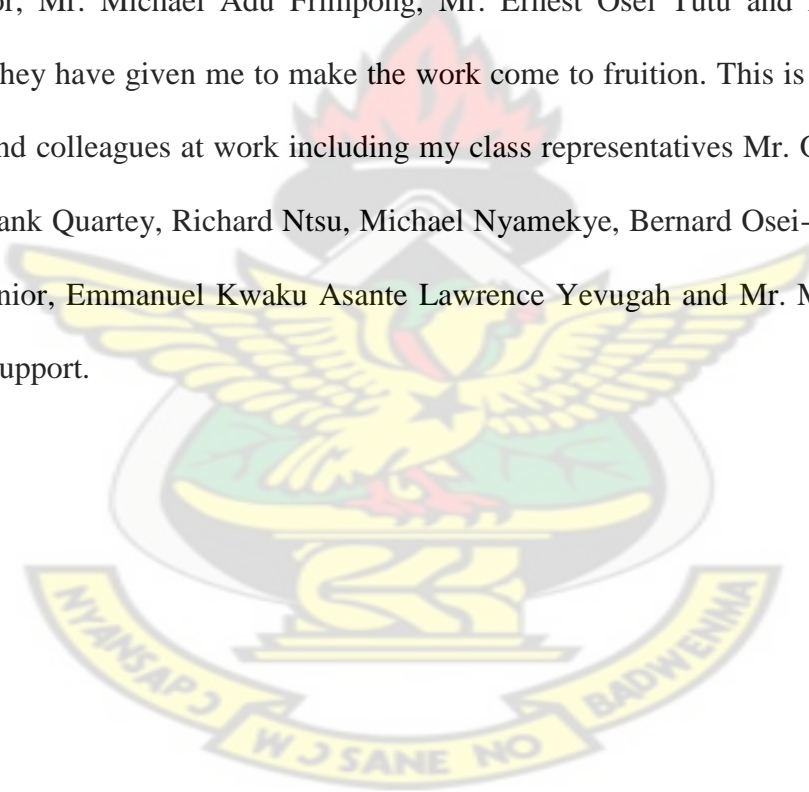 or, Mr. Michael Adu Frimpong, Mr. Ernest Osei Tutu and
they have given me to make the work come to fruition. This is
nd colleagues at work including my class representatives Mr.
ank Quartey, Richard Ntsu, Michael Nyamekye, Bernard Osei-
nior, Emmanuel Kwaku Asante Lawrence Yevugah and Mr.
upport.
NYANSAPƆ WƆSANE NO BADWENMA